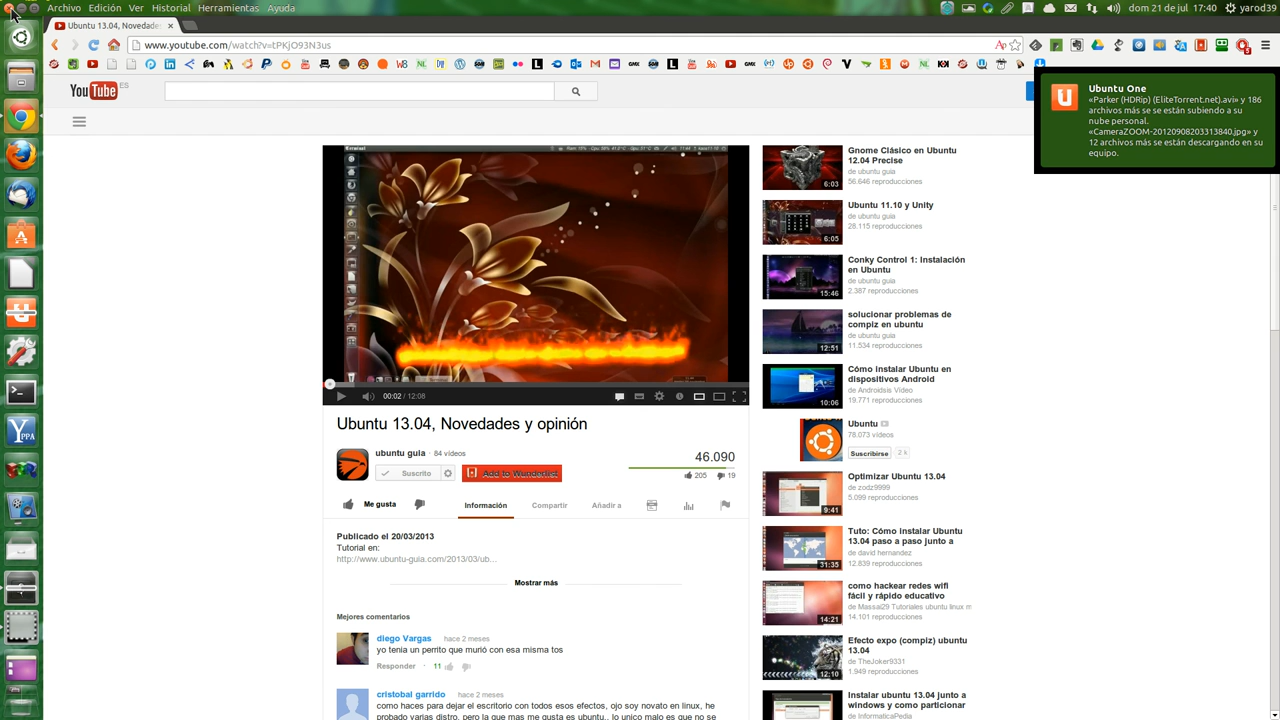 Archivo Editar Ver Historial Herramientas Ayuda
dom 21 de jul 17:40 yarod39
Ubuntu 13.04, Novedade
www.youtube.com/watch?v=tPKjO93N3us
Ubuntu One
«Parker (HDRip) (EliteTorrent.net).avi» y 186
archivos más se se están subiendo a su
nube personal.
«CameraZOOM-20120908203313840.jpg» y
12 archivos más se están descargando en su
equipo.
YouTube ES
00:02 / 12:08
Ubuntu 13.04, Novedades y opinión
ubuntu guia · 84 vídeos
Suscrito
Add to Wunderlist
46.090
205 19
Me gusta
Información Compartir Añadir a
Publicado el 20/03/2013
Tutorial en:
http://www.ubuntu-guia.com/2013/03/ub...
Mostrar más
Mejores comentarios
diego Vargas hace 2 meses
yo tenia un perrito que murió con esa misma tos
Responder · 11
cristobal garrido hace 2 meses
como haces para dejar el escritorio con todos esos efectos, ojo soy novato en linux, he
probado varias distro, pero la que mas me gusta es ubuntu.. lo unico malo es que no se
Gnome Clásico en Ubuntu
12.04 Precise
de ubuntu guia
56.646 reproducciones
6:03
Ubuntu 11.10 y Unity
de ubuntu guia
28.115 reproducciones
6:05
Conky Control 1: Instalación
en Ubuntu
de ubuntu guia
2.387 reproducciones
15:46
solucionar problemas de
compiz en ubuntu
de ubuntu guia
11.534 reproducciones
12:51
Cómo instalar Ubuntu en
dispositivos Android
de Androidsis Vídeo
19.771 reproducciones
10:06
Ubuntu
78.073 vídeos
Suscribirse 2 k
Optimizar Ubuntu 13.04
de zodz9999
5.099 reproducciones
9:41
Tuto: Cómo instalar Ubuntu
13.04 paso a paso junto a
de david hernandez
12.839 reproducciones
31:35
como hackear redes wifi
fácil y rápido educativo
de Massai29 Tutoriales ubuntu linux m
14.101 reproducciones
14:21
Efecto expo (compiz) ubuntu
13.04
de TheJoker9331
1.949 reproducciones
12:10
Instalar ubuntu 13.04 junto a
windows y como particionar
de InformaticaPedia